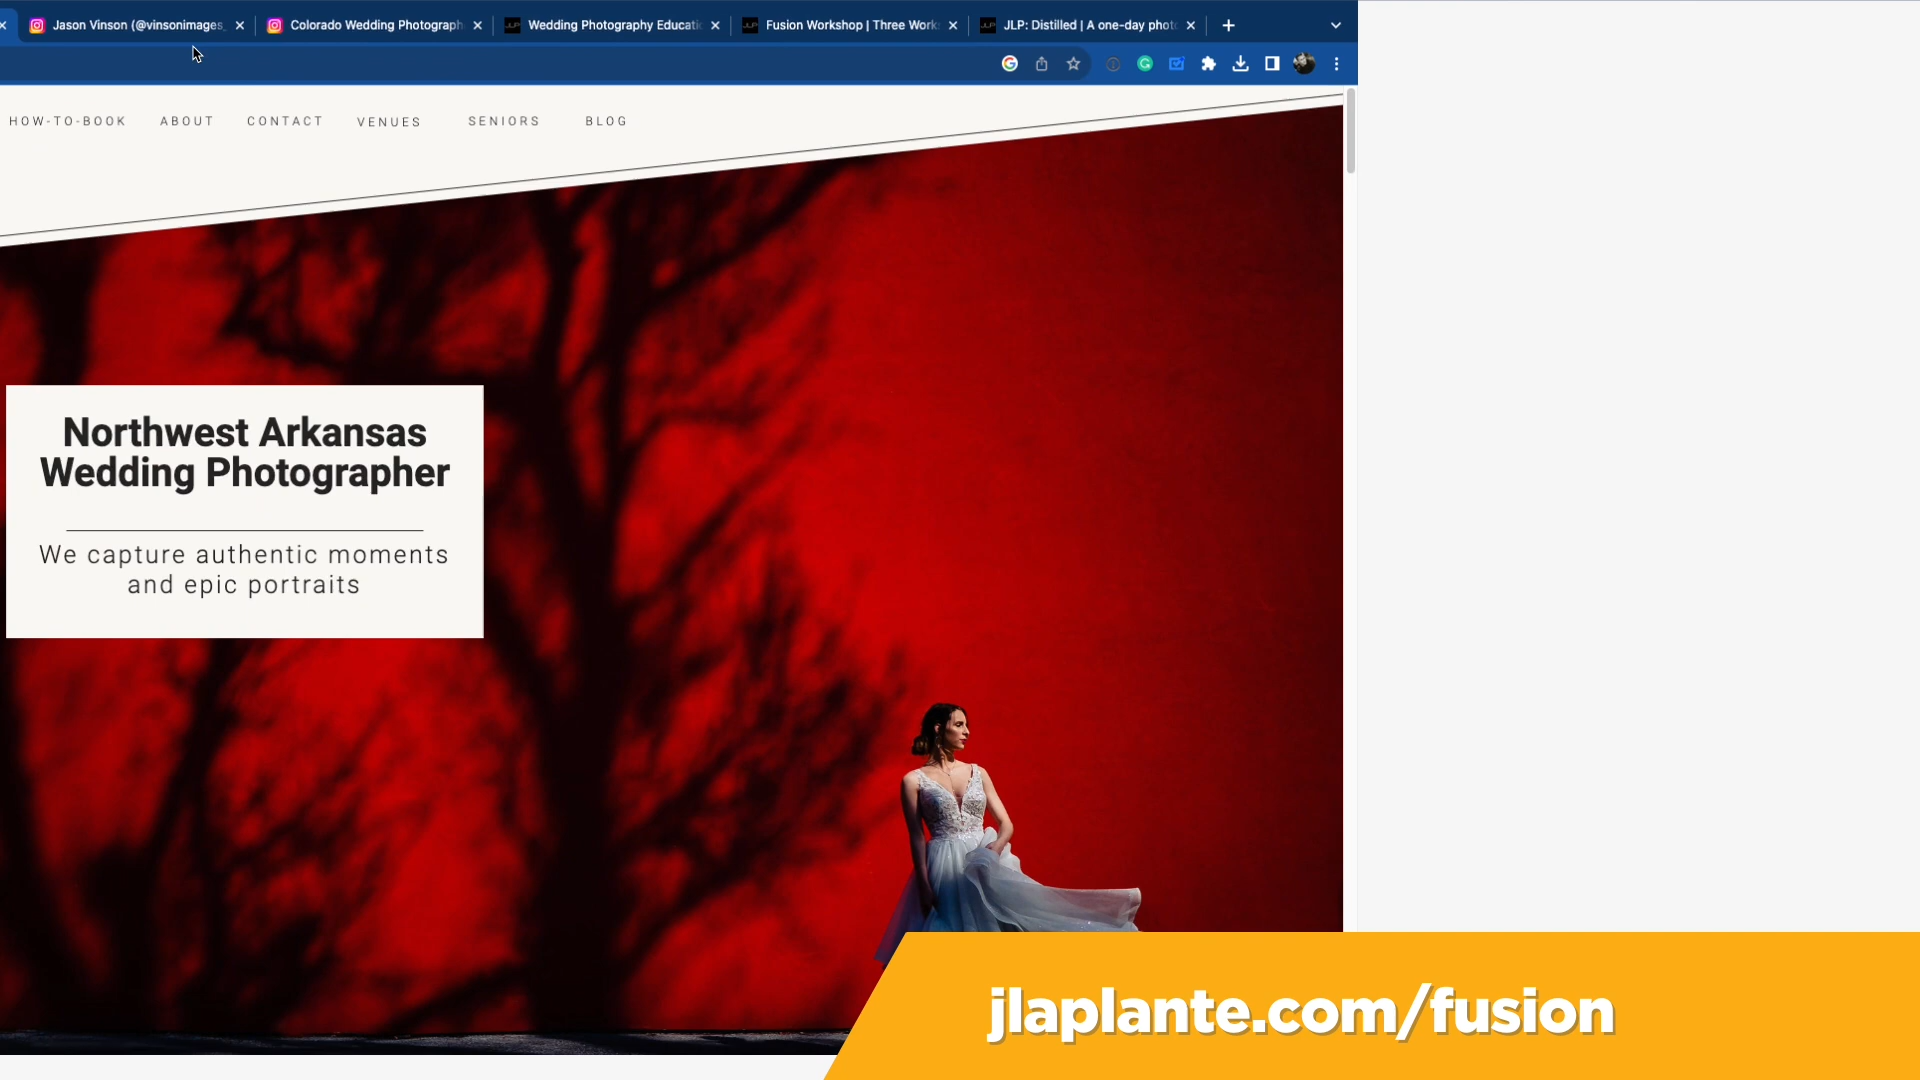 Jason Vinson (@vinsonimages
Colorado Wedding Photograph
Wedding Photography Educati
Fusion Workshop | Three Work
JLP: Distilled | A one-day phot
HOW-TO-BOOK
ABOUT
CONTACT
VENUES
SENIORS
BLOG
Northwest Arkansas
Wedding Photographer
We capture authentic moments
and epic portraits
jlaplante.com/fusion